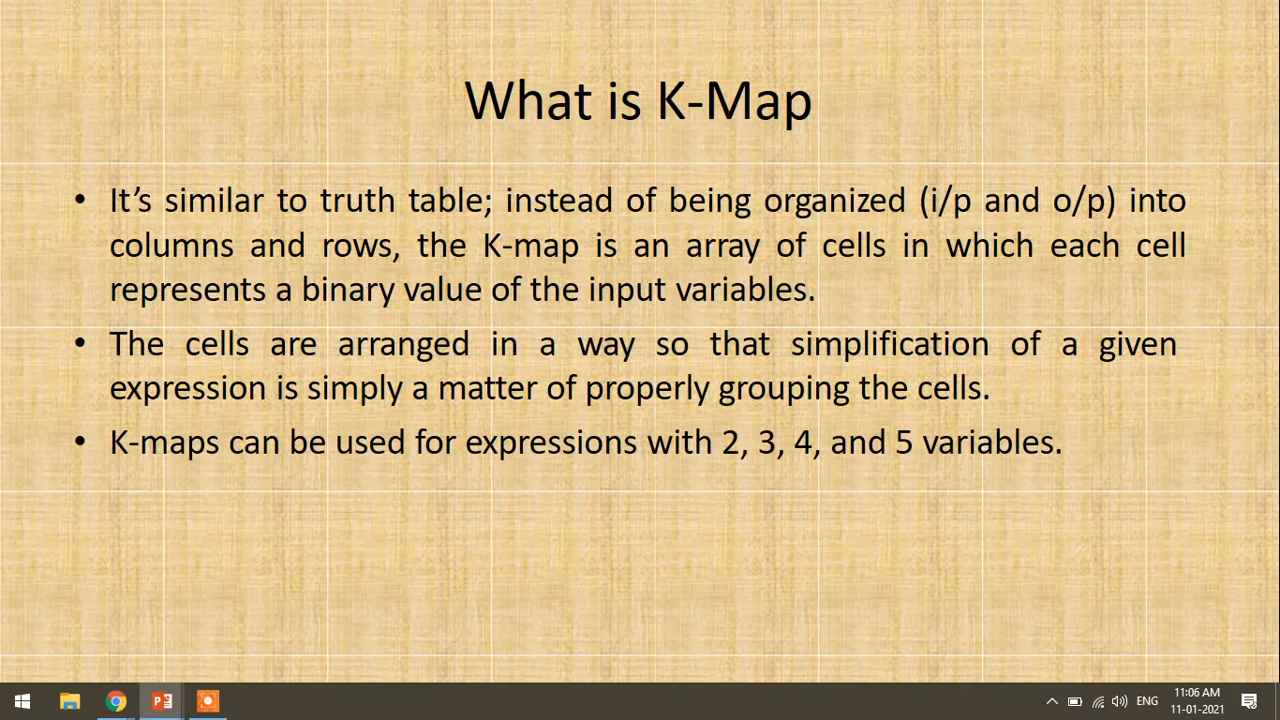 What is K-Map
• It’s similar to truth table; instead of being organized (i/p and o/p) into
columns and rows, the K-map is an array of cells in which each cell
represents a binary value of the input variables.
• The cells are arranged in a way so that simplification of a given
expression is simply a matter of properly grouping the cells.
• K-maps can be used for expressions with 2, 3, 4, and 5 variables.
ENG
11:06 AM
11-01-2021